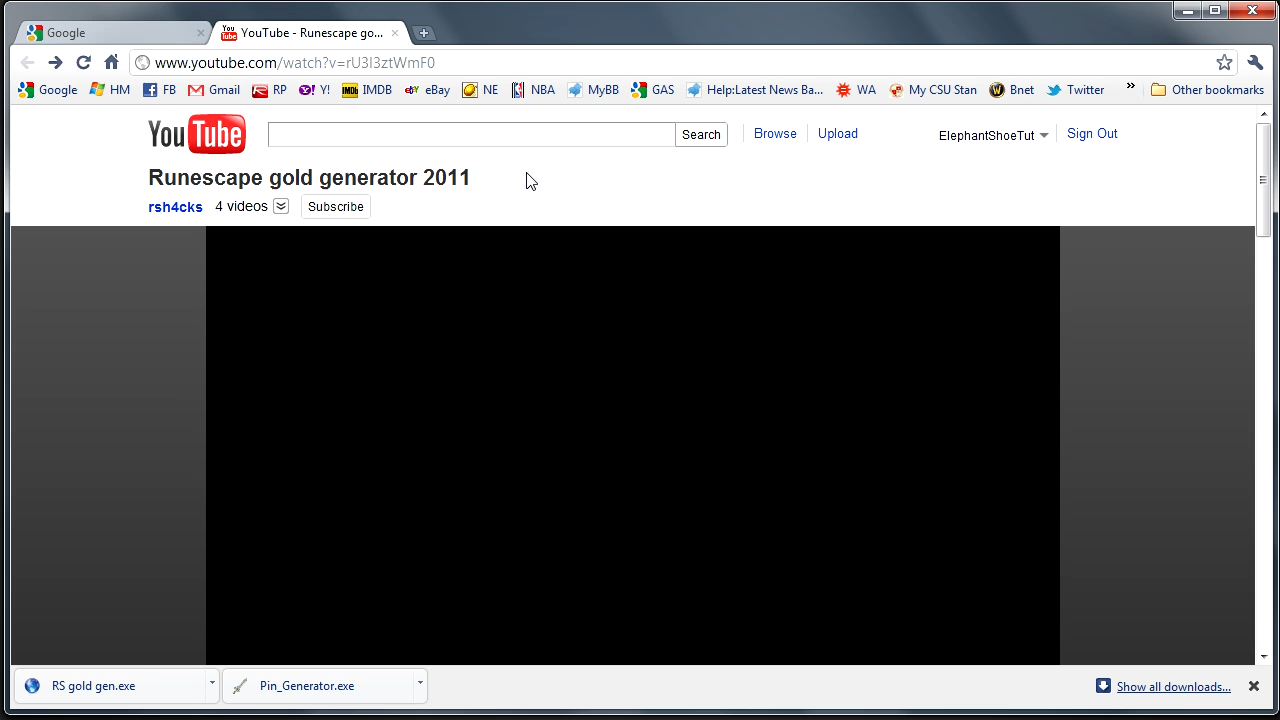 Google
YouTube - Runescape go...
www.youtube.com/watch?v=rU3I3ztWmF0
Google HM FB Gmail RP Y! IMDB eBay NE NBA MyBB GAS Help:Latest News Ba... WA My CSU Stan Bnet Twitter » Other bookmarks
YouTube Search Browse Upload ElephantShoeTut Sign Out
Runescape gold generator 2011
rsh4cks 4 videos Subscribe
RS gold gen.exe Pin_Generator.exe Show all downloads...